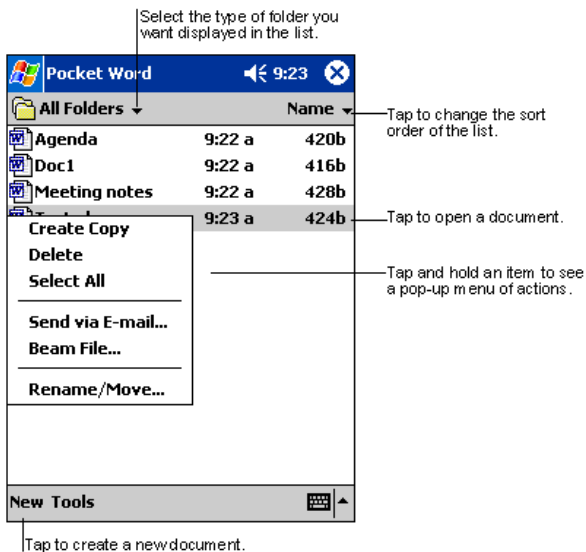 Select the type of folder you
want displayed in the list.
Pocket Word 9:23
All Folders Name
Tap to change the sort
order of the list.
Agenda 9:22 a 420b
Doc1 9:22 a 416b
Meeting notes 9:22 a 428b
9:23 a 424b
Tap to open a document.
Create Copy
Delete
Select All
Tap and hold an item to see
a pop-up menu of actions.
Send via E-mail...
Beam File...
Rename/Move...
New Tools
Tap to create a new document.